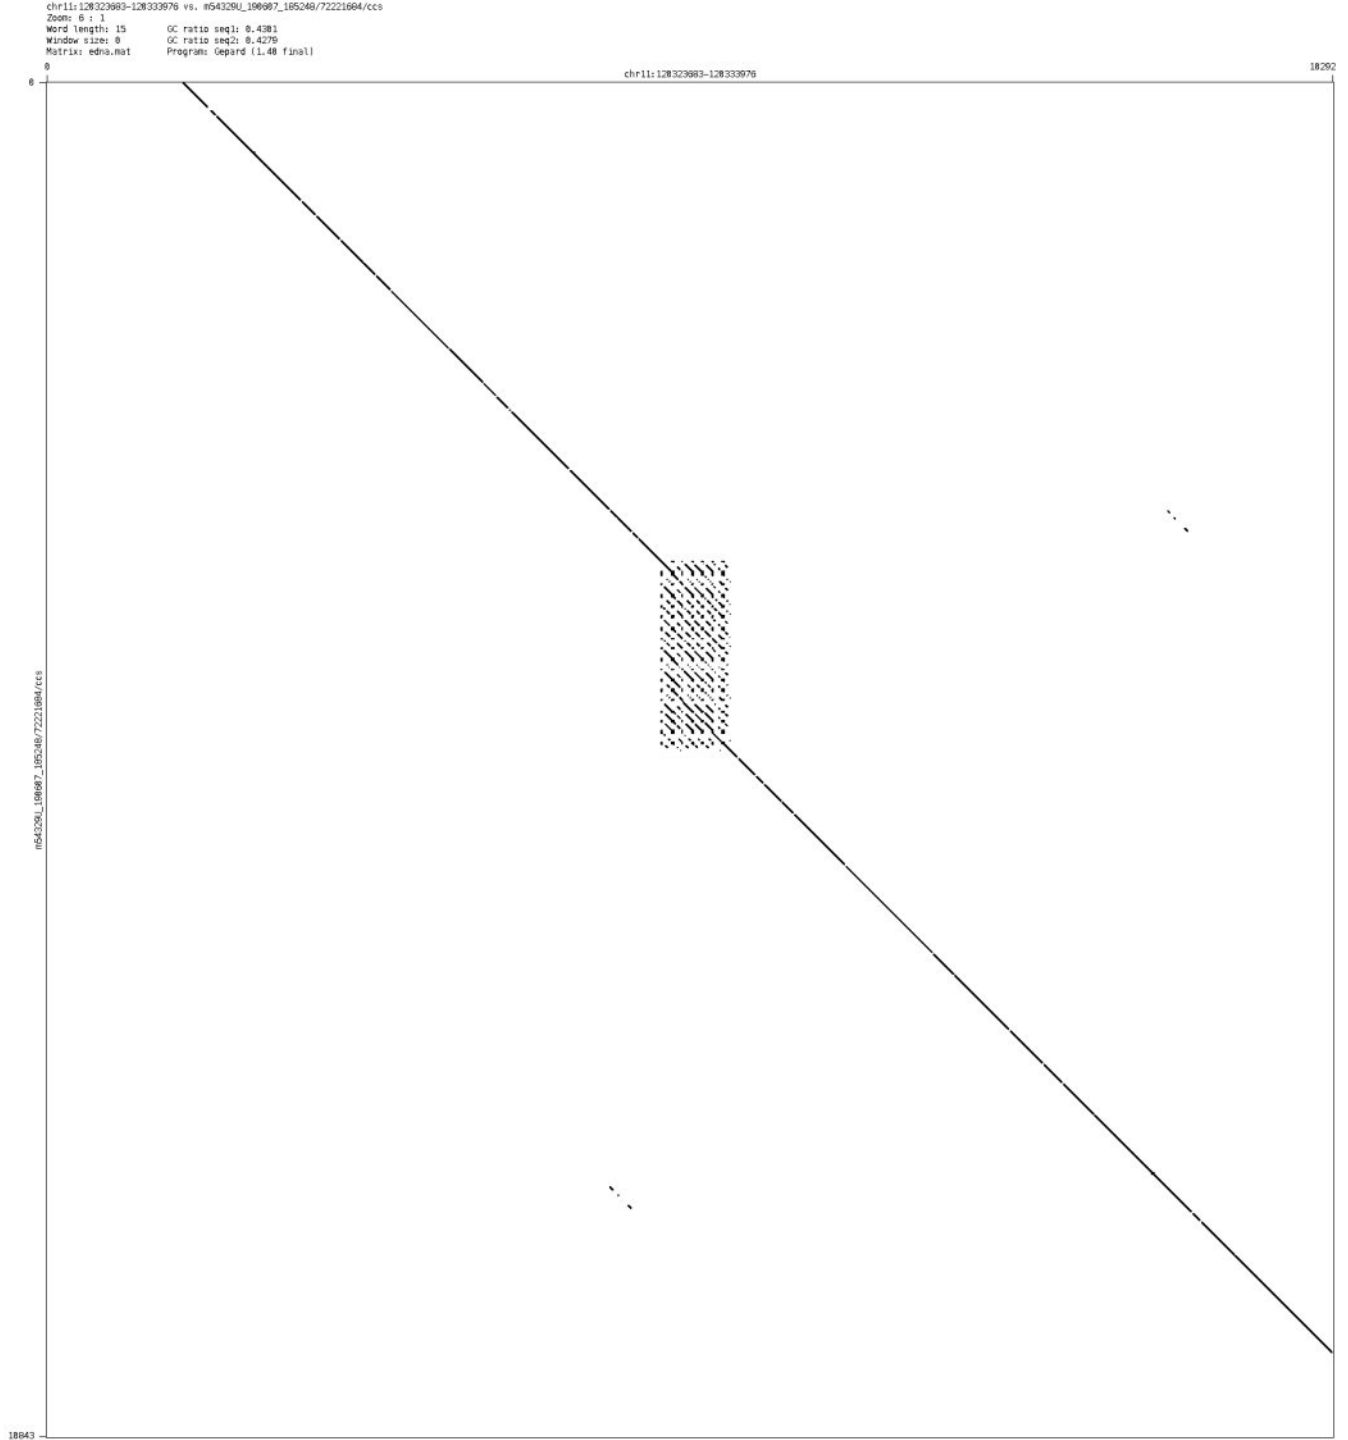 chr11:120323683-120333976 vs. m54329U_190607_185248/72221684/ccs
Zoom: 6 : 1
Word length: 15 GC ratio seq1: 0.4381
Window size: 0 GC ratio seq2: 0.4279
Matrix: edna.mat Program: Gepard (1.40 final)
0 10292
chr11:120323683-120333976
0
m54329U_190607_185248/72221684/ccs
10843